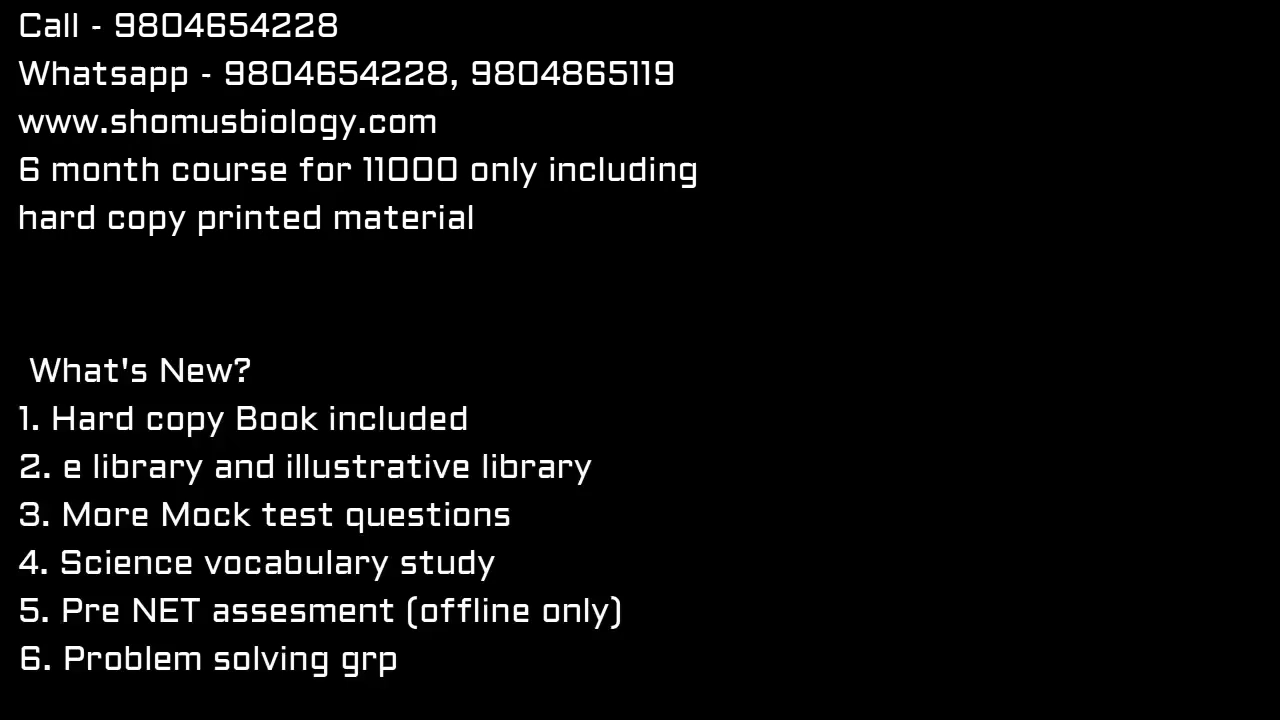 Call - 9804654228
Whatsapp - 9804654228, 9804865119
www.shomusbiology.com
6 month course for 11000 only including
hard copy printed material
What's New?
1. Hard copy Book included
2. e library and illustrative library
3. More Mock test questions
4. Science vocabulary study
5. Pre NET assesment (offline only)
6. Problem solving grp